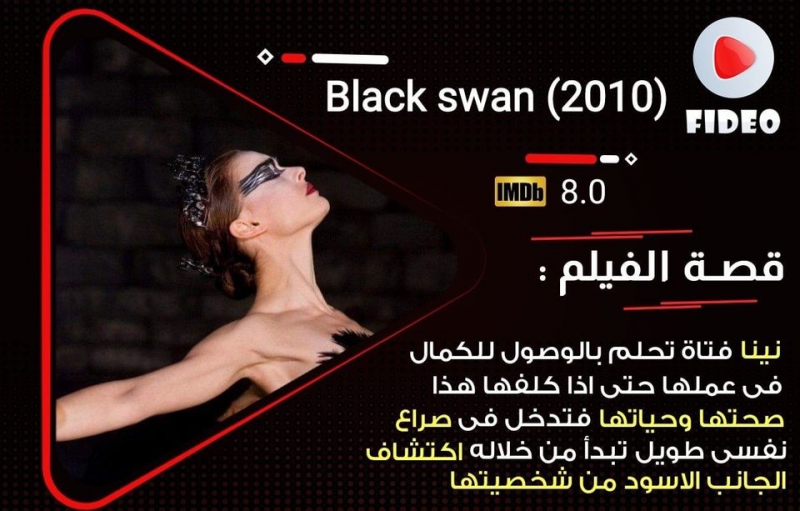 Black swan (2010)
FIDEO
IMDb 8.0
قصة الفيلم :
نينا فتاة تحلم بالوصول للكمال
فى عملها حتى اذا كلفها هذا
صحتها وحياتها فتدخل فى صراع
نفسى طويل تبدأ من خلاله اكتشاف
الجانب الاسود من شخصيتها